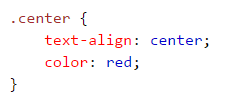 .center {
    text-align: center;
    color: red;
}